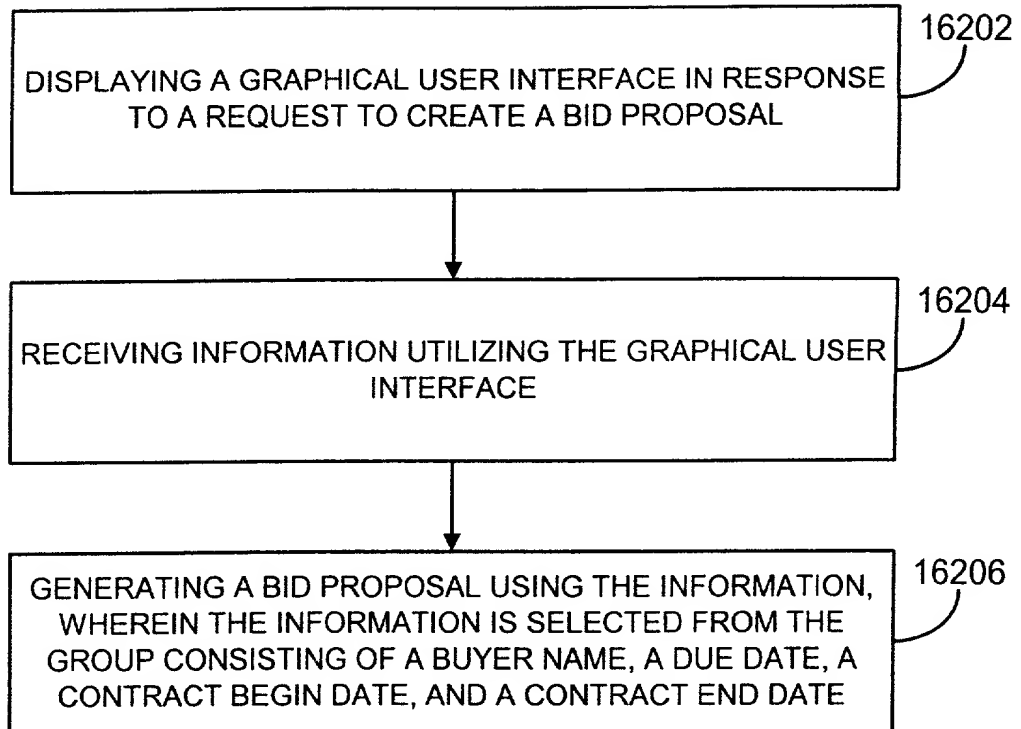 16202
DISPLAYING A GRAPHICAL USER INTERFACE IN RESPONSE
TO A REQUEST TO CREATE A BID PROPOSAL
16204
RECEIVING INFORMATION UTILIZING THE GRAPHICAL USER
INTERFACE
16206
GENERATING A BID PROPOSAL USING THE INFORMATION,
WHEREIN THE INFORMATION IS SELECTED FROM THE
GROUP CONSISTING OF A BUYER NAME, A DUE DATE, A
CONTRACT BEGIN DATE, AND A CONTRACT END DATE